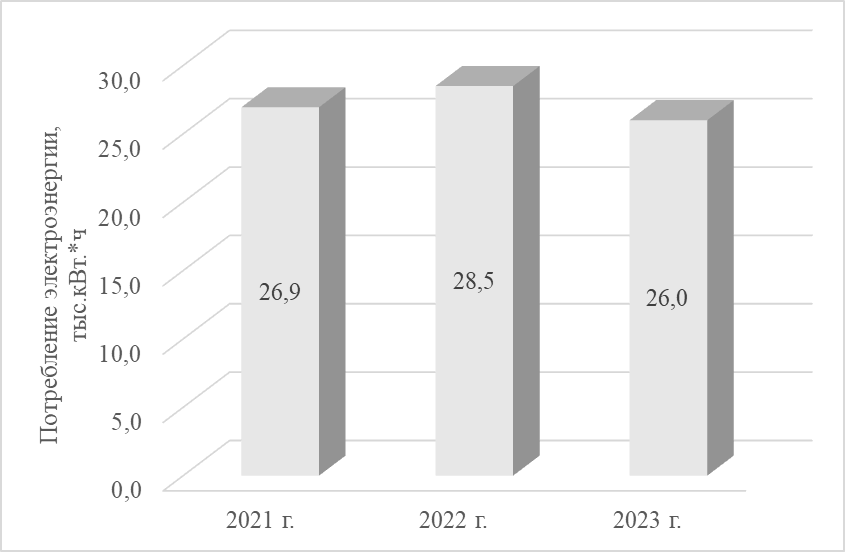 Потребление электроэнергии,
тыс.кВт.*ч
30,0
25,0
20,0
15,0
10,0
5,0
0,0
26,9
28,5
26,0
2021 г.
2022 г.
2023 г.